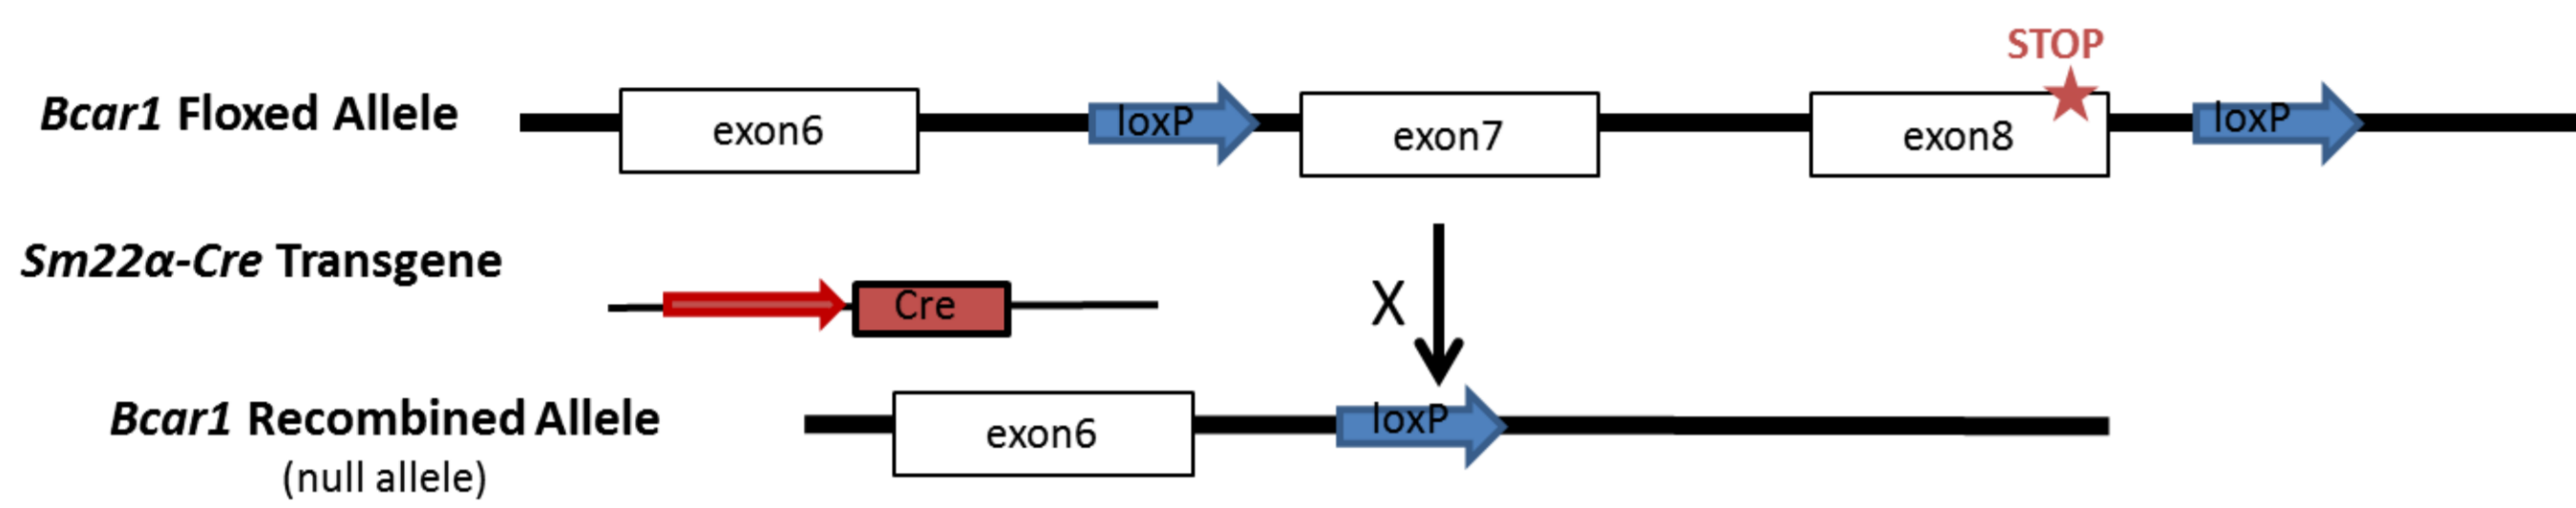 STOP
Bcar1 Floxed Allele
exon6
loxP
exon7
exon8
loxP
Sm22α-Cre Transgene
Cre
X
Bcar1 Recombined Allele
(null allele)
exon6
loxP